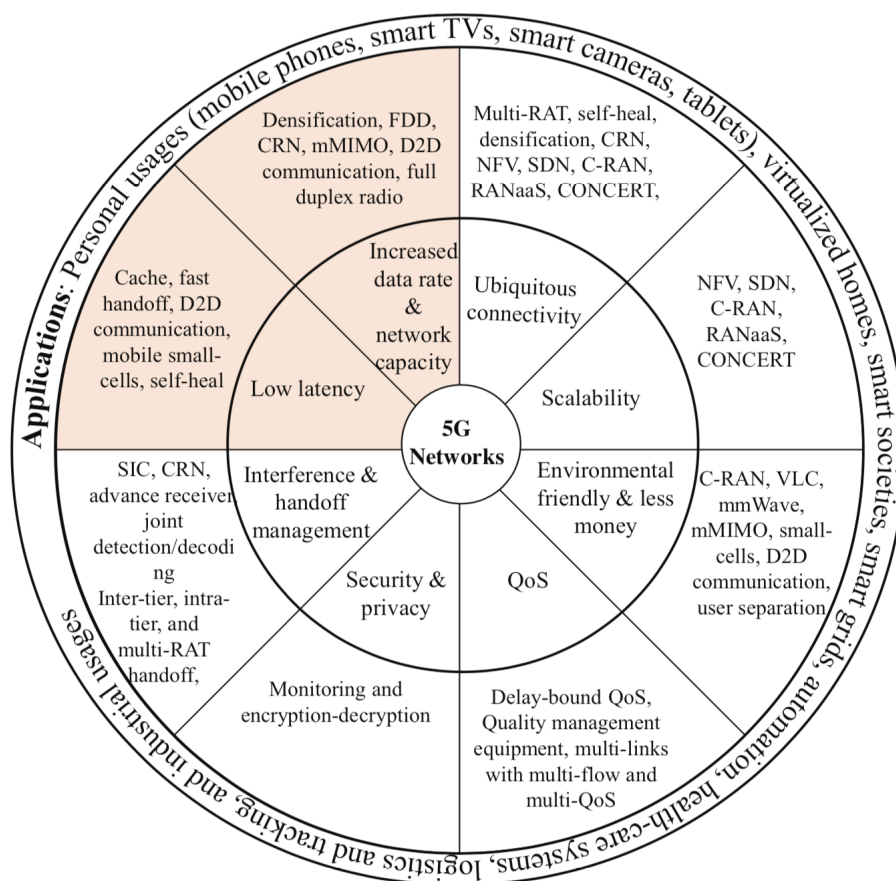 Applications: Personal usages (mobile phones, smart TVs, smart cameras, tablets), virtualized homes, smart societies, smart grids, automation, health-care systems, logistics and tracking, and industrial usages
Densification, FDD,
CRN, mMIMO, D2D
communication, full
duplex radio
Multi-RAT, self-heal,
densification, CRN,
NFV, SDN, C-RAN,
RANaaS, CONCERT,
Increased
data rate
&
network
capacity
Ubiquitous
connectivity
Cache, fast
handoff, D2D
communication,
mobile small-
cells, self-heal
NFV, SDN,
C-RAN,
RANaaS,
CONCERT
Low latency
Scalability
5G
Networks
SIC, CRN,
advance receiver
joint
detection/decodi
ng
Inter-tier, intra-
tier, and
multi-RAT
handoff,
Interference &
handoff
management
Environmental
friendly & less
money
C-RAN, VLC,
mmWave,
mMIMO, small-
cells, D2D
communication,
user separation
Security &
privacy
QoS
Monitoring and
encryption-decryption
Delay-bound QoS,
Quality management
equipment, multi-links
with multi-flow and
multi-QoS